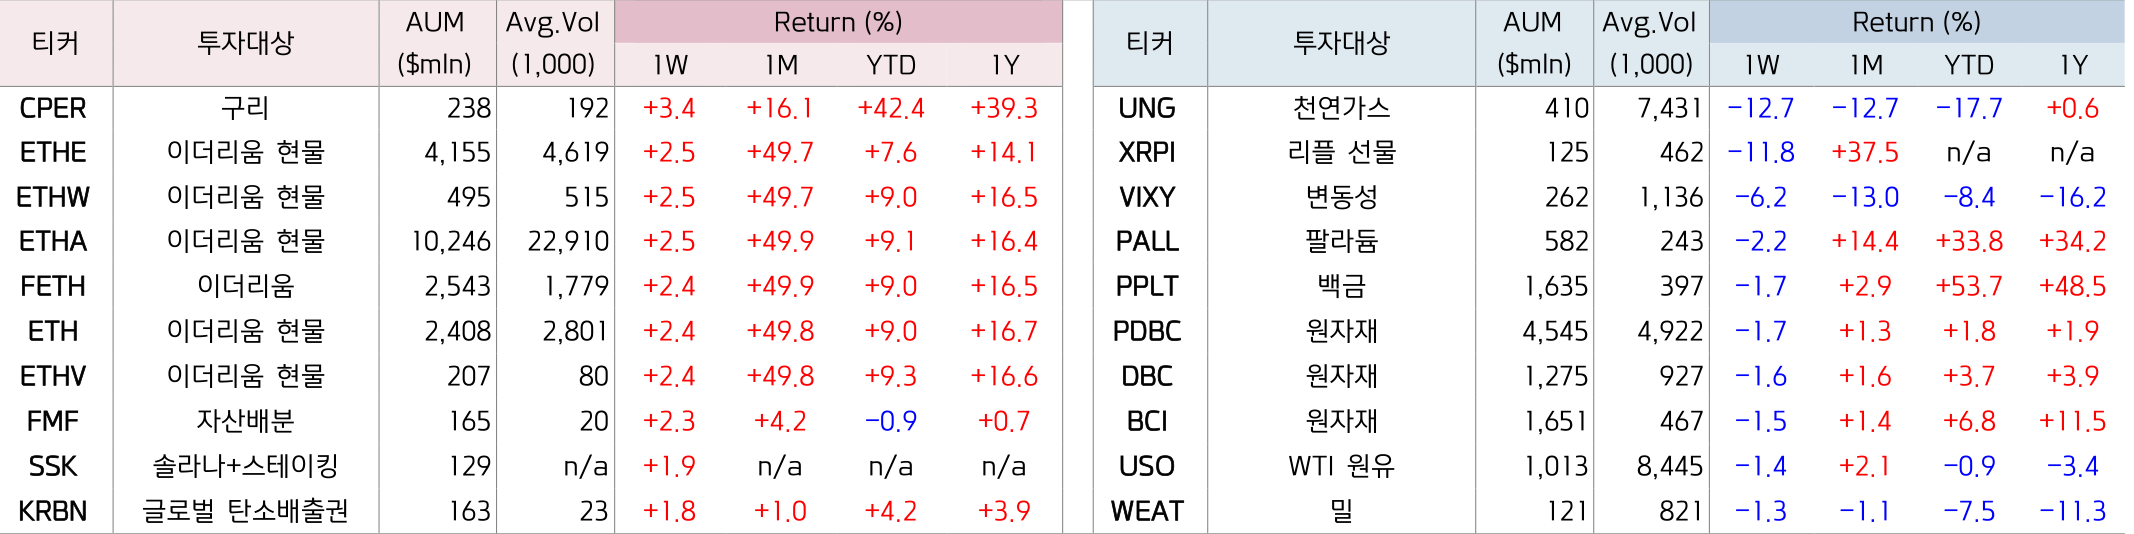 티커 투자대상 AUM ($mln) Avg.Vol (1,000) Return (%) 1W 1M YTD 1Y
CPER 구리 238 192 +3.4 +16.1 +42.4 +39.3
ETHE 이더리움 현물 4,155 4,619 +2.5 +49.7 +7.6 +14.1
ETHW 이더리움 현물 495 515 +2.5 +49.7 +9.0 +16.5
ETHA 이더리움 현물 10,246 22,910 +2.5 +49.9 +9.1 +16.4
FETH 이더리움 2,543 1,779 +2.4 +49.9 +9.0 +16.5
ETH 이더리움 현물 2,408 2,801 +2.4 +49.8 +9.0 +16.7
ETHV 이더리움 현물 207 80 +2.4 +49.8 +9.3 +16.6
FMF 자산배분 165 20 +2.3 +4.2 −0.9 +0.7
SSK 솔라나+스테이킹 129 n/a +1.9 n/a n/a n/a
KRBN 글로벌 탄소배출권 163 23 +1.8 +1.0 +4.2 +3.9
티커 투자대상 AUM ($mln) Avg.Vol (1,000) Return (%) 1W 1M YTD 1Y
UNG 천연가스 410 7,431 −12.7 −12.7 −17.7 +0.6
XRPI 리플 선물 125 462 −11.8 +37.5 n/a n/a
VIXY 변동성 262 1,136 −6.2 −13.0 −8.4 −16.2
PALL 팔라듐 582 243 −2.2 +14.4 +33.8 +34.2
PPLT 백금 1,635 397 −1.7 +2.9 +53.7 +48.5
PDBC 원자재 4,545 4,922 −1.7 +1.3 +1.8 +1.9
DBC 원자재 1,275 927 −1.6 +1.6 +3.7 +3.9
BCI 원자재 1,651 467 −1.5 +1.4 +6.8 +11.5
USO WTI 원유 1,013 8,445 −1.4 +2.1 −0.9 −3.4
WEAT 밀 121 821 −1.3 −1.1 −7.5 −11.3